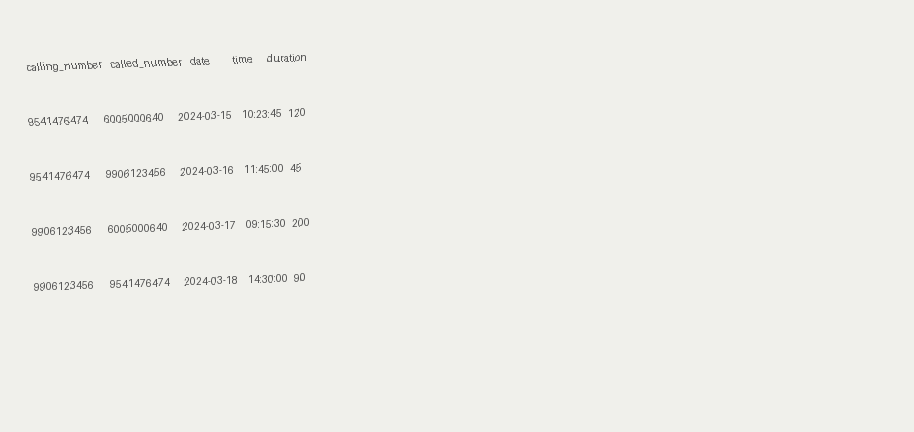 calling_number called_number date time duration
9541476474 6005000640 2024-03-15 10:23:45 120
9541476474 9906123456 2024-03-16 11:45:00 45
9906123456 6005000640 2024-03-17 09:15:30 200
9906123456 9541476474 2024-03-18 14:30:00 90